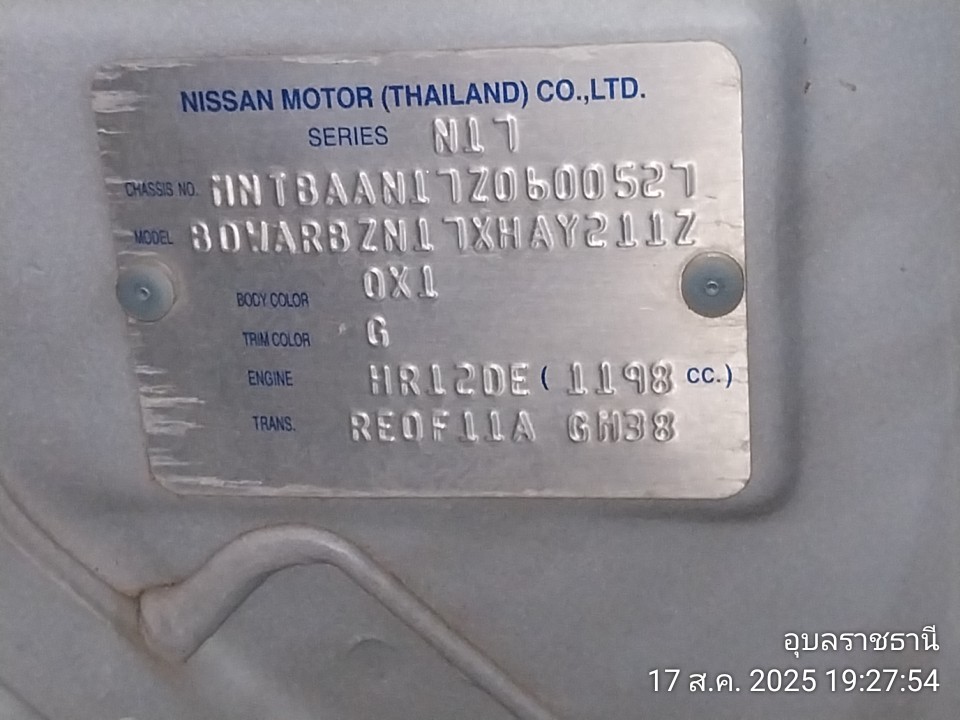 NISSAN MOTOR (THAILAND) CO.,LTD.
SERIES N17
CHASSIS NO. MNTBAAN17Z0600527
MODEL BDWARBZN17XHAY211Z
BODY COLOR QX1
TRIM COLOR G
ENGINE HR12DE ( 1198 CC.)
TRANS. RE0F11A GM38
อุบลราชธานี
17 ส.ค. 2025 19:27:54